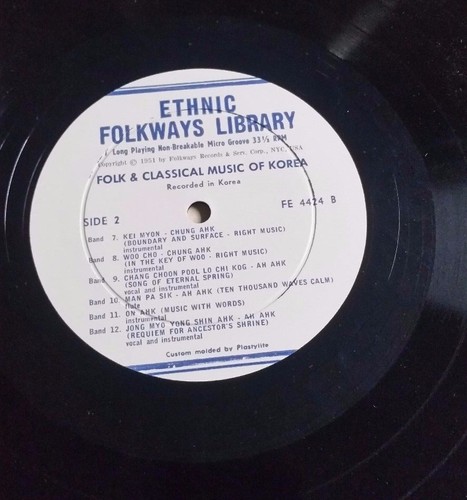 ETHNIC
FOLKWAYS LIBRARY
Long Playing Non-Breakable Micro Groove 33⅓ RPM
Copyright © 1951 by Folkways Records & Serv. Corp., NYC, USA
FOLK & CLASSICAL MUSIC OF KOREA
Recorded in Korea
SIDE 2
FE 4424 B
Band 7. KEI MYON - CHUNG AHK
(BOUNDARY AND SURFACE - RIGHT MUSIC)
instrumental
Band 8. WOO CHO - CHUNG AHK
(IN THE KEY OF WOO - RIGHT MUSIC)
instrumental
Band 9. CHANG CHOON POOL LO CHI KOG - AH AHK
(SONG OF ETERNAL SPRING)
vocal and instrumental
Band 10. MAN PA SIK - AH AHK (TEN THOUSAND WAVES CALM)
flute
Band 11. ON AHK (MUSIC WITH WORDS)
instrumental
Band 12. JONG MYO YONG SHIN AHK - AH AHK
(REQUIEM FOR ANCESTOR'S SHRINE)
vocal and instrumental
Custom molded by Plastylite